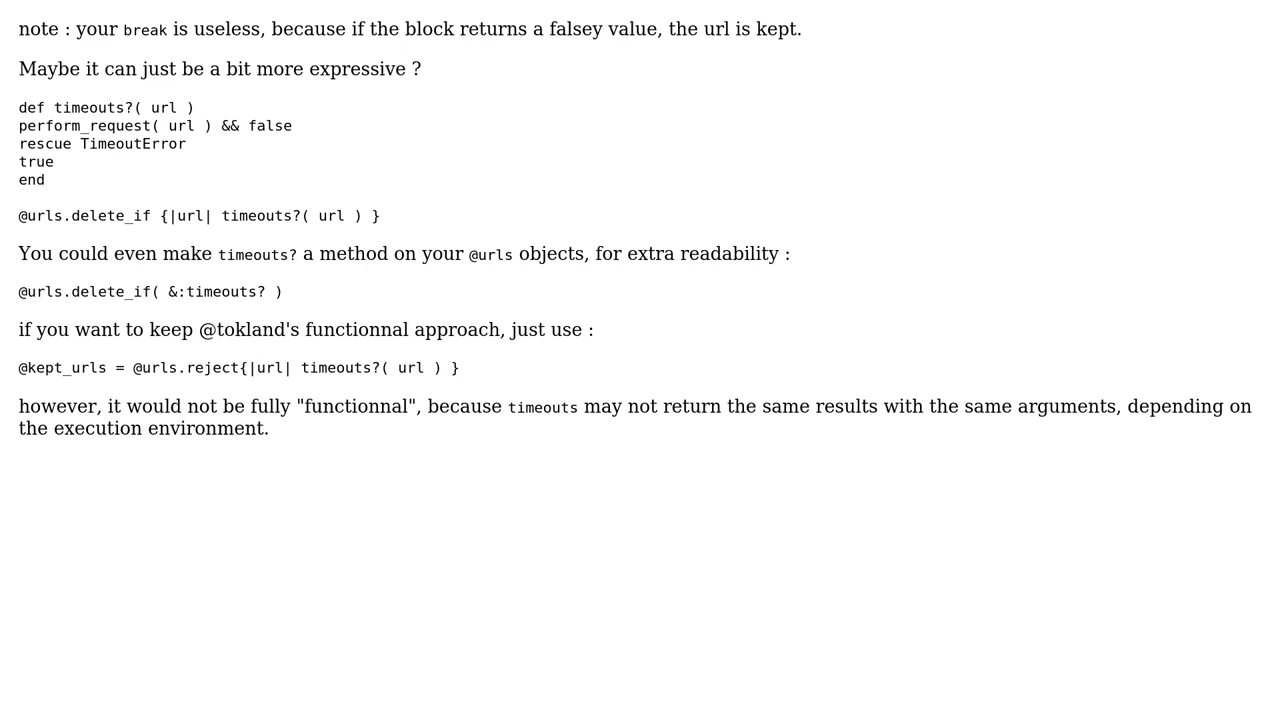 note : your break is useless, because if the block returns a falsey value, the url is kept.
Maybe it can just be a bit more expressive ?
def timeouts?( url )
perform_request( url ) && false
rescue TimeoutError
true
end
@urls.delete_if {|url| timeouts?( url ) }
You could even make timeouts? a method on your @urls objects, for extra readability :
@urls.delete_if( &:timeouts? )
if you want to keep @tokland's functionnal approach, just use :
@kept_urls = @urls.reject{|url| timeouts?( url ) }
however, it would not be fully "functionnal", because timeouts may not return the same results with the same arguments, depending on
the execution environment.